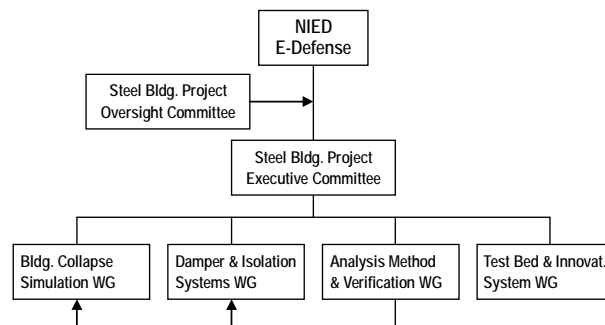 NIED
E-Defense
Steel Bldg. Project
Oversight Committee
Steel Bldg. Project
Executive Committee
Bldg. Collapse
Simulation WG
Damper & Isolation
Systems WG
Analysis Method
& Verification WG
Test Bed & Innovat.
System WG